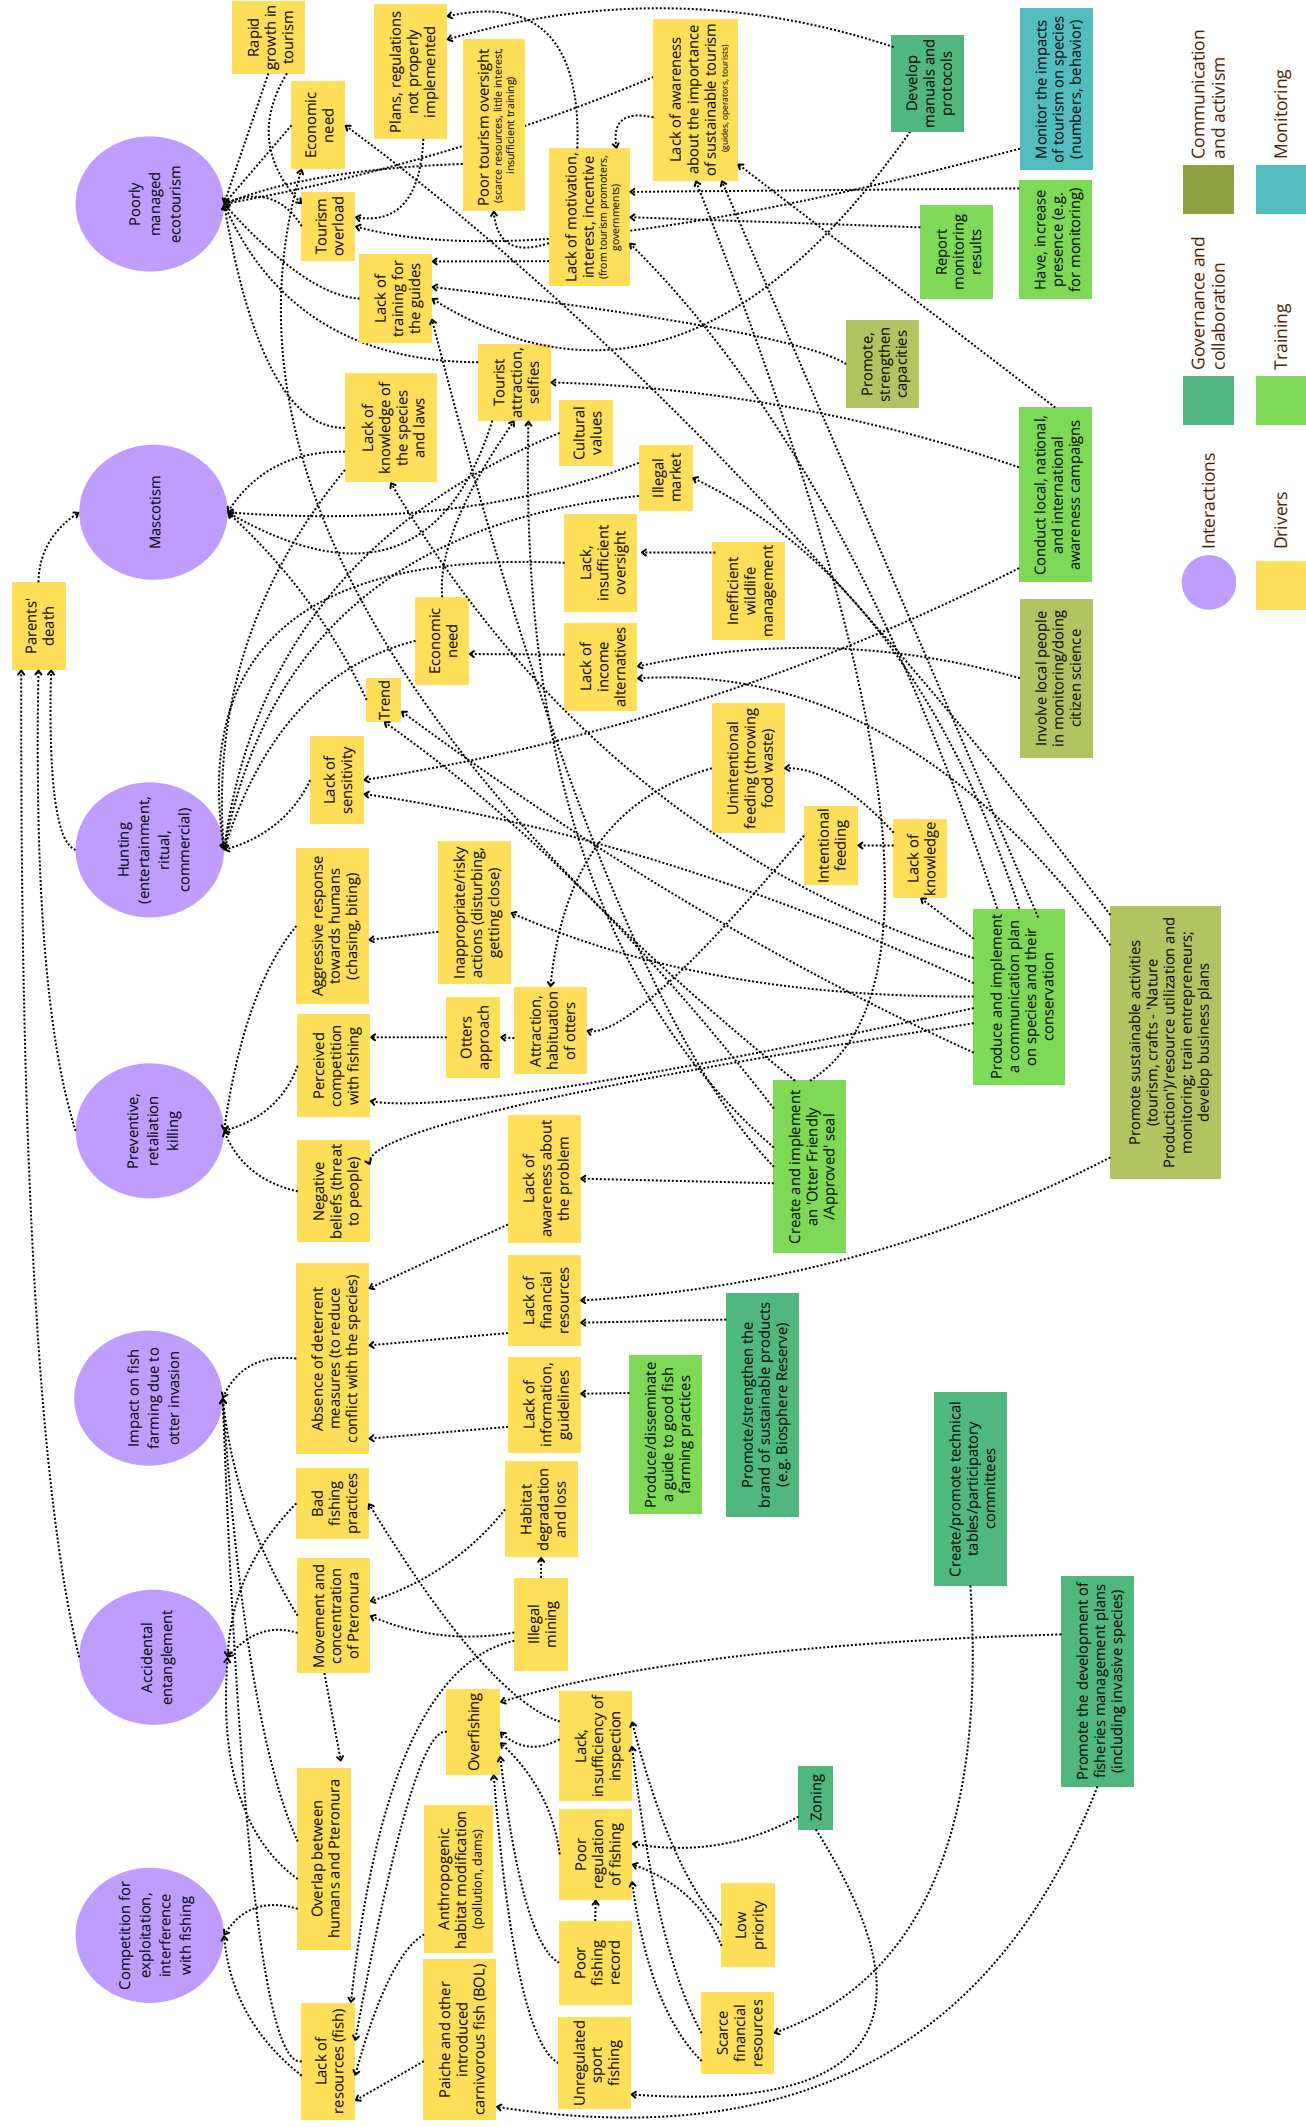 Parents'
death
Competition for
exploitation,
interference
with fishing
Accidental
entanglement
Impact on fish
farming due to
otter invasion
Preventive,
retaliation
killing
Hunting
(entertainment,
ritual,
commercial)
Mascotism
Poorly
managed
ecotourism
Lack of
resources (fish)
Overlap between
humans and Pteronura
Movement and
concentration
of Pteronura
Bad
fishing
practices
Absence of deterrent
measures (to reduce
conflict with the species)
Negative
beliefs (threat
to people)
Perceived
competition
with fishing
Aggressive response
towards humans
(chasing, biting)
Lack of
sensitivity
Trend
Lack of
knowledge of
the species
and laws
Lack of
training for
the guides
Tourism
overload
Economic
need
Rapid
growth in
tourism
Plans, regulations
not properly
implemented
Paiche and other
introduced
carnivorous fish (BOL)
Anthropogenic
habitat modification
(pollution, dams)
Overfishing
Illegal
mining
Habitat
degradation
and loss
Lack of
information,
guidelines
Lack of
financial
resources
Lack of
awareness about
the problem
Otters
approach
Attraction,
habituation
of otters
Inappropriate/risky
actions (disturbing,
getting close)
Economic
need
Tourist
attraction,
selfies
Cultural
values
Poor tourism oversight
(scarce resources, little interest,
insufficient training)
Unregulated
sport
fishing
Poor
fishing
record
Poor
regulation
of fishing
Lack,
insufficiency of
inspection
Lack of
income
alternatives
Lack,
insufficient
oversight
Illegal
market
Lack of motivation,
interest, incentive
(from tourism promoters,
governments)
Lack of awareness
about the importance
of sustainable tourism
(guides, operators, tourists)
Scarce
financial
resources
Low
priority
Zoning
Produce/disseminate
a guide to good fish
farming practices
Promote/strengthen the
brand of sustainable products
(e.g. Biosphere Reserve)
Create and implement
an 'Otter Friendly
/Approved' seal
Unintentional
feeding (throwing
food waste)
Intentional
feeding
Lack of
knowledge
Inefficient
wildlife
management
Promote,
strengthen
capacities
Report
monitoring
results
Develop
manuals and
protocols
Create/promote technical
tables/participatory
committees
Promote the development of
fisheries management plans
(including invasive species)
Produce and implement
a communication plan
on species and their
conservation
Promote sustainable activities
(tourism, crafts - 'Nature
Production')/resource utilization and
monitoring; train entrepreneurs;
develop business plans
Involve local people
in monitoring/doing
citizen science
Conduct local, national,
and international
awareness campaigns
Have, increase
presence (e.g.
for monitoring)
Monitor the impacts
of tourism on species
(numbers, behavior)
Interactions
Governance and
collaboration
Communication
and activism
Drivers
Training
Monitoring